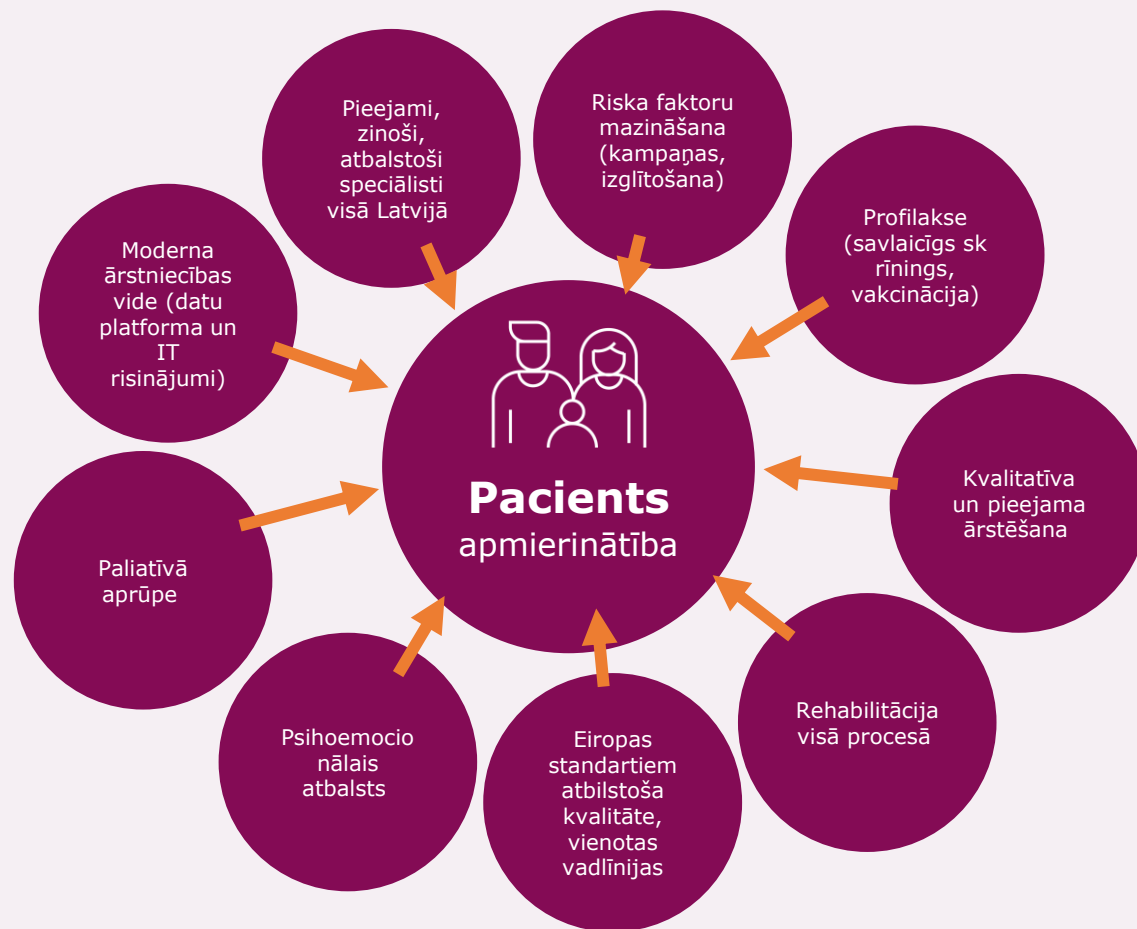 Pieejami,
zinoši,
atbalstoši
speciālisti
visā Latvijā
Riska faktoru
mazināšana
(kampaņas,
izglītošana)
Profilakse
(savlaicīgs sk
rīnings,
vakcinācija)
Moderna
ārstniecības
vide (datu
platforma un
IT
risinājumi)
Pacients
apmierinātība
Kvalitatīva
un pieejama
ārstēšana
Paliatīvā
aprūpe
Rehabilitācija
visā procesā
Psihoemocio
nālais
atbalsts
Eiropas
standartiem
atbilstoša
kvalitāte,
vienotas
vadlīnijas